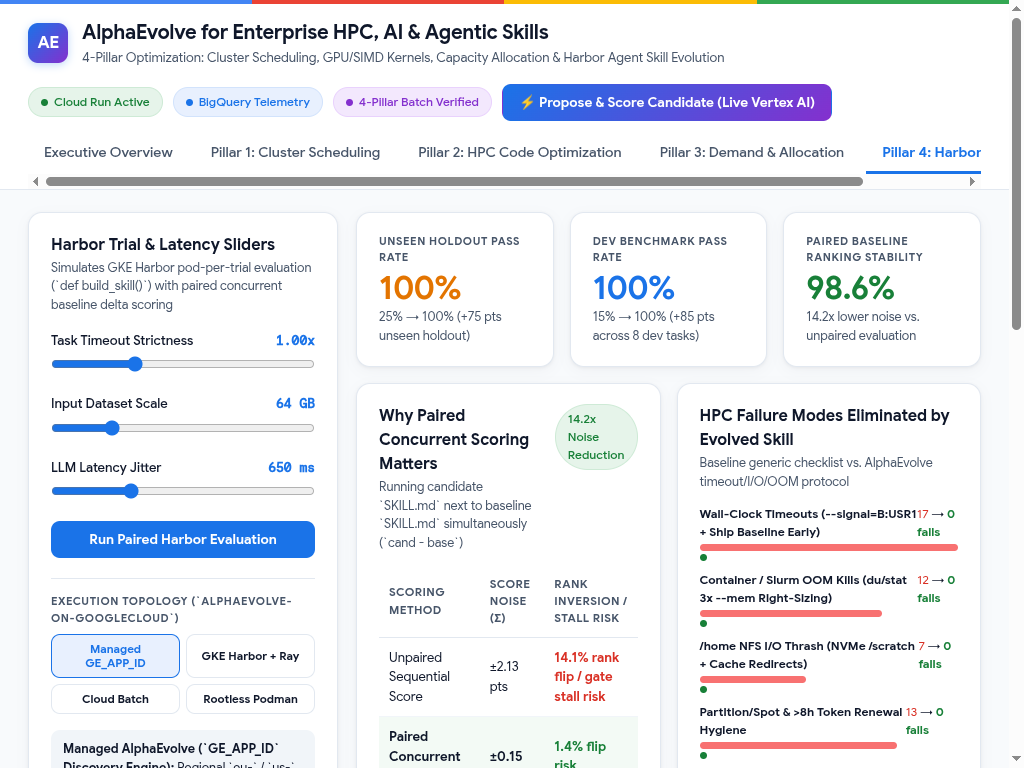 AE
AlphaEvolve for Enterprise HPC, AI & Agentic Skills
4-Pillar Optimization: Cluster Scheduling, GPU/SIMD Kernels, Capacity Allocation & Harbor Agent Skill Evolution
Cloud Run Active
BigQuery Telemetry
4-Pillar Batch Verified
⚡ Propose & Score Candidate (Live Vertex AI)
Executive Overview
Pillar 1: Cluster Scheduling
Pillar 2: HPC Code Optimization
Pillar 3: Demand & Allocation
Pillar 4: Harbor
Harbor Trial & Latency Sliders
Simulates GKE Harbor pod-per-trial evaluation
(`def build_skill()`) with paired concurrent
baseline delta scoring
Task Timeout Strictness
1.00x
Input Dataset Scale
64 GB
LLM Latency Jitter
650 ms
Run Paired Harbor Evaluation
EXECUTION TOPOLOGY (`ALPHAEVOLVE-
ON-GOOGLECLOUD`)
Managed
GE_APP_ID
GKE Harbor + Ray
Cloud Batch
Rootless Podman
Managed AlphaEvolve (`GE_APP_ID`
Discovery Engine): Regional `eu-` / `us-`
UNSEEN HOLDOUT PASS
RATE
100%
25% → 100% (+75 pts
unseen holdout)
DEV BENCHMARK PASS
RATE
100%
15% → 100% (+85 pts
across 8 dev tasks)
PAIRED BASELINE
RANKING STABILITY
98.6%
14.2x lower noise vs.
unpaired evaluation
Why Paired
Concurrent Scoring
Matters
Running candidate
`SKILL.md` next to baseline
`SKILL.md` simultaneously
(`cand - base`)
14.2x
Noise
Reduction
SCORING
METHOD
SCORE
NOISE
(Σ)
RANK
INVERSION /
STALL RISK
Unpaired
Sequential
Score
±2.13
pts
14.1% rank
flip / gate
stall risk
Paired
Concurrent
±0.15
1.4% flip
risk
HPC Failure Modes Eliminated by
Evolved Skill
Baseline generic checklist vs. AlphaEvolve
timeout/I/O/OOM protocol
Wall-Clock Timeouts (--signal=B:USR1
+ Ship Baseline Early)
17 → 0
fails
Container / Slurm OOM Kills (du/stat
3x --mem Right-Sizing)
12 → 0
fails
/home NFS I/O Thrash (NVMe /scratch
+ Cache Redirects)
7 → 0
fails
Partition/Spot & >8h Token Renewal
Hygiene
13 → 0
fails